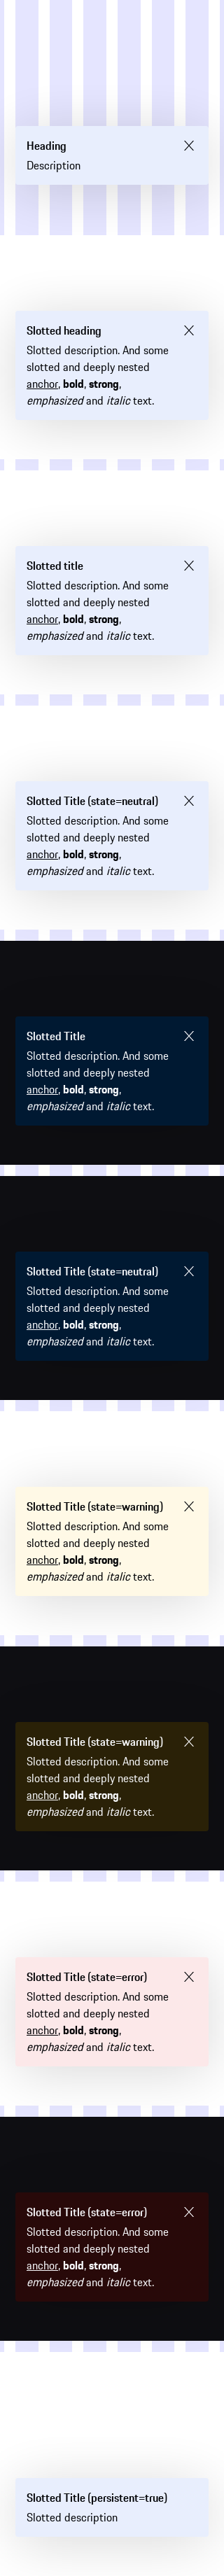 Heading
Description
Slotted heading
Slotted description. And some
slotted and deeply nested
anchor, bold, strong,
emphasized and italic text.
Slotted title
Slotted description. And some
slotted and deeply nested
anchor, bold, strong,
emphasized and italic text.
Slotted Title (state=neutral)
Slotted description. And some
slotted and deeply nested
anchor, bold, strong,
emphasized and italic text.
Slotted Title
Slotted description. And some
slotted and deeply nested
anchor, bold, strong,
emphasized and italic text.
Slotted Title (state=neutral)
Slotted description. And some
slotted and deeply nested
anchor, bold, strong,
emphasized and italic text.
Slotted Title (state=warning)
Slotted description. And some
slotted and deeply nested
anchor, bold, strong,
emphasized and italic text.
Slotted Title (state=warning)
Slotted description. And some
slotted and deeply nested
anchor, bold, strong,
emphasized and italic text.
Slotted Title (state=error)
Slotted description. And some
slotted and deeply nested
anchor, bold, strong,
emphasized and italic text.
Slotted Title (state=error)
Slotted description. And some
slotted and deeply nested
anchor, bold, strong,
emphasized and italic text.
Slotted Title (persistent=true)
Slotted description